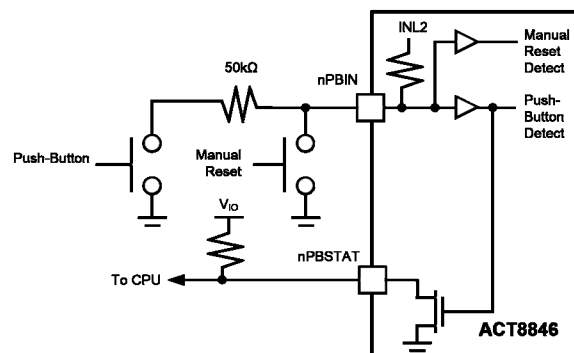 INL2
Manual
Reset
Detect
50kΩ
nPBIN
Push-
Button
Detect
Push-Button
Manual
Reset
VIO
nPBSTAT
To CPU
ACT8846